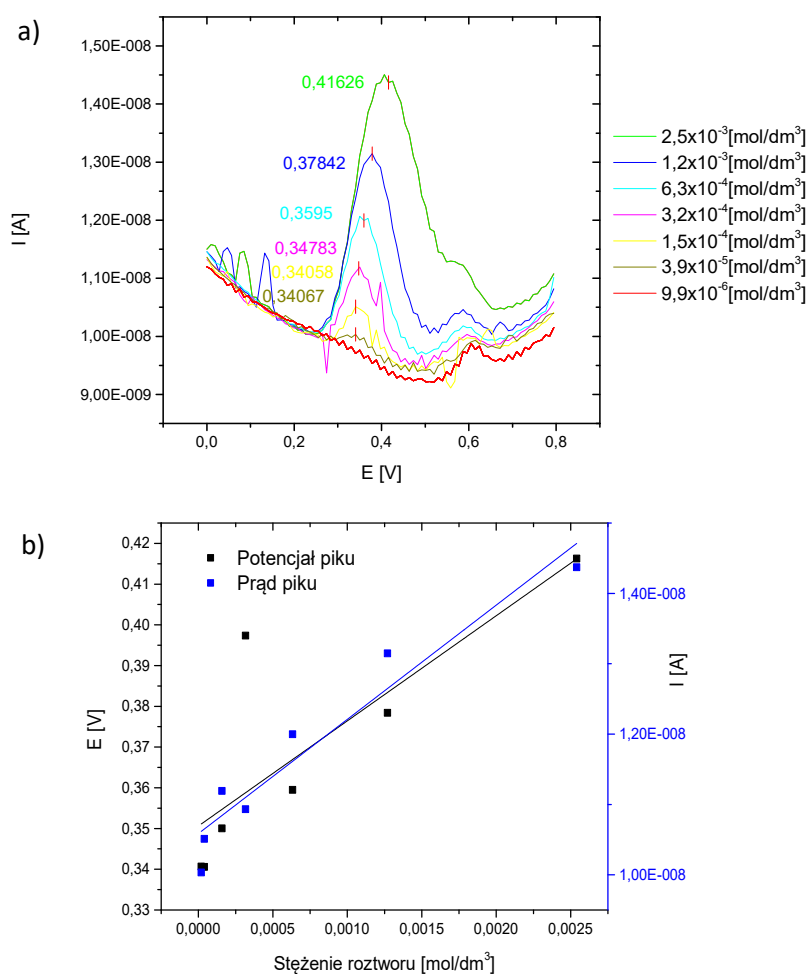 a)
1,50E-008
1,40E-008
1,30E-008
1,20E-008
1,10E-008
1,00E-008
9,00E-009
I [A]
0,41626
0,37842
0,3595
0,34783
0,34058
0,34067
0,0 0,2 0,4 0,6 0,8
E [V]
2,5x10⁻³[mol/dm³]
1,2x10⁻³[mol/dm³]
6,3x10⁻⁴[mol/dm³]
3,2x10⁻⁴[mol/dm³]
1,5x10⁻⁴[mol/dm³]
3,9x10⁻⁵[mol/dm³]
9,9x10⁻⁶[mol/dm³]
b)
0,42
0,41
0,40
0,39
0,38
0,37
0,36
0,35
0,34
0,33
E [V]
Potencjał piku
Prąd piku
1,40E-008
1,20E-008
1,00E-008
I [A]
0,0000 0,0005 0,0010 0,0015 0,0020 0,0025
Stężenie roztworu [mol/dm³]